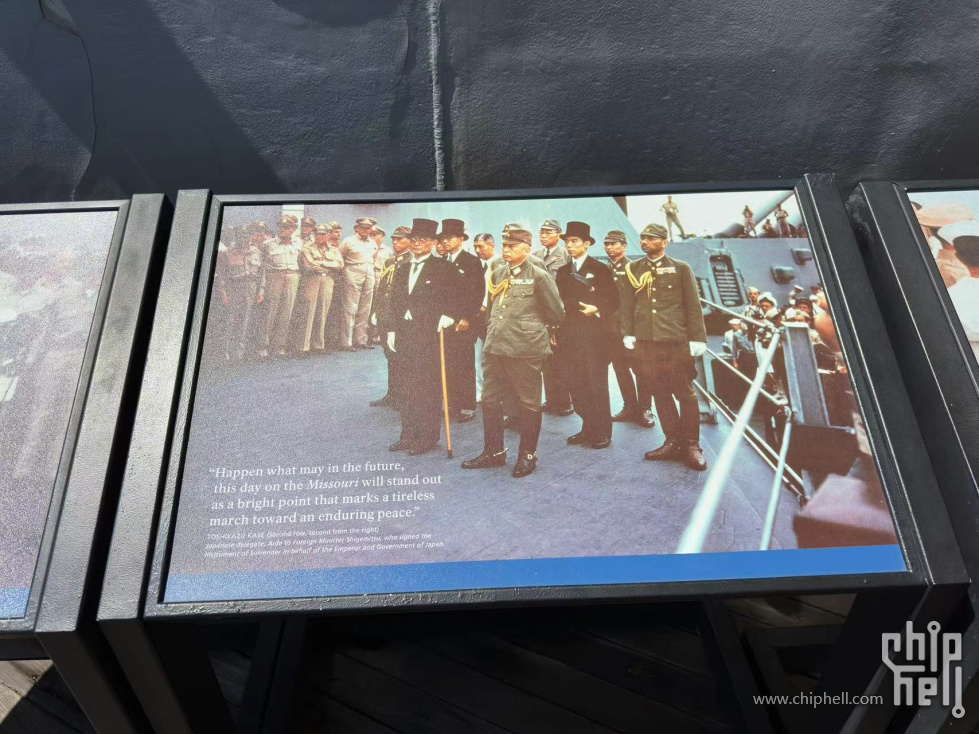 “Happen what may in the future,
this day on the Missouri will stand out
as a bright point that marks a tireless
march toward an enduring peace.”
TOSHIKAZU KASE (Second row, second from the right)
Japanese delegate, Aide to Foreign Minister Shigemitsu, who signed the
Instrument of Surrender in behalf of the Emperor and Government of Japan.
chip
hell
www.chiphell.com